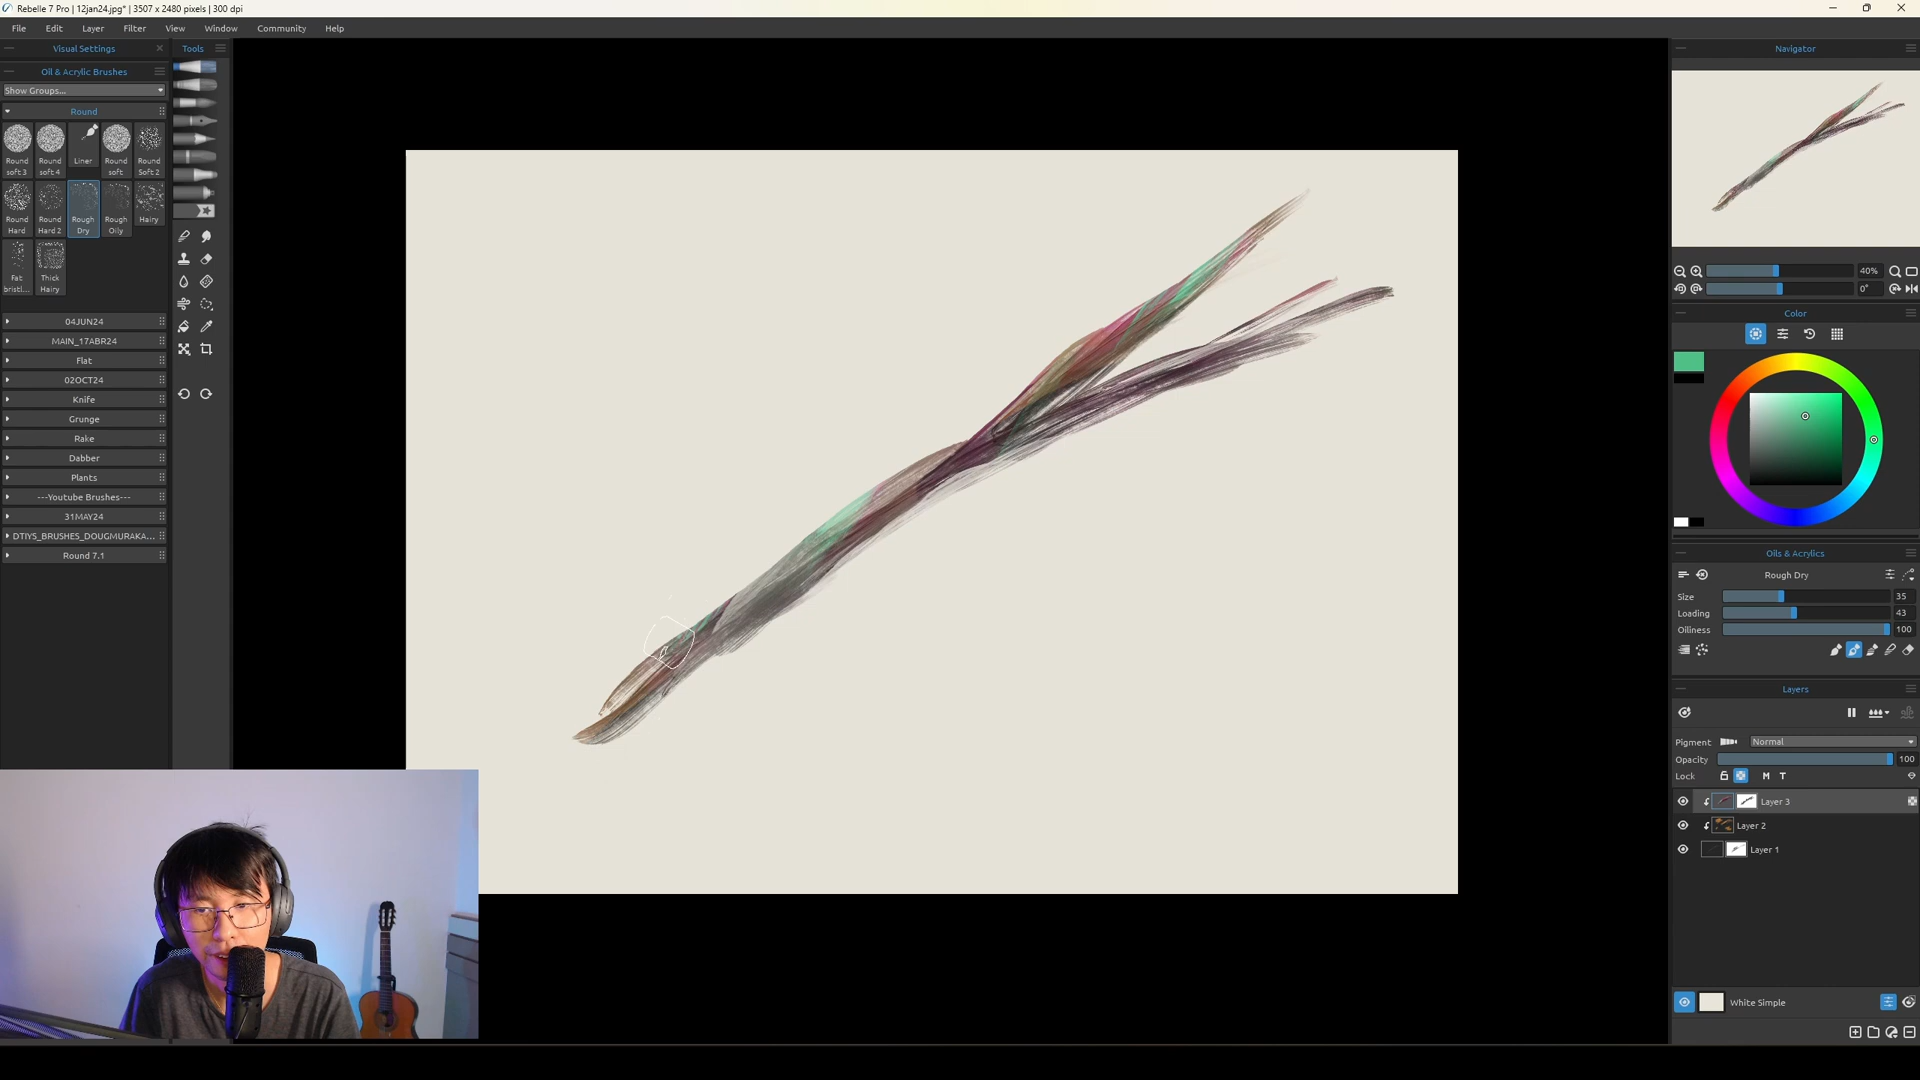 Rebelle 7 Pro | 12jan24.jpg* | 3507 x 2480 pixels | 300 dpi
File Edit Layer Filter View Window Community Help
Visual Settings
Tools
Oil & Acrylic Brushes
Show Groups...
Round
Round soft 3
Round soft 4
Liner
Round soft
Round Soft 2
Round Hard
Round Hard 2
Rough Dry
Rough Oily
Hairy
Fat bristl...
Thick Hairy
04JUN24
MAIN_17ABR24
Flat
02OCT24
Knife
Grunge
Rake
Dabber
Plants
---Youtube Brushes---
31MAY24
DTIYS_BRUSHES_DOUGMURAKA...
Round 7.1
Navigator
40%
0°
Color
Oils & Acrylics
Rough Dry
Size 35
Loading 43
Oiliness 100
Layers
Pigment Normal
Opacity 100
Lock M T
Layer 3
Layer 2
Layer 1
White Simple